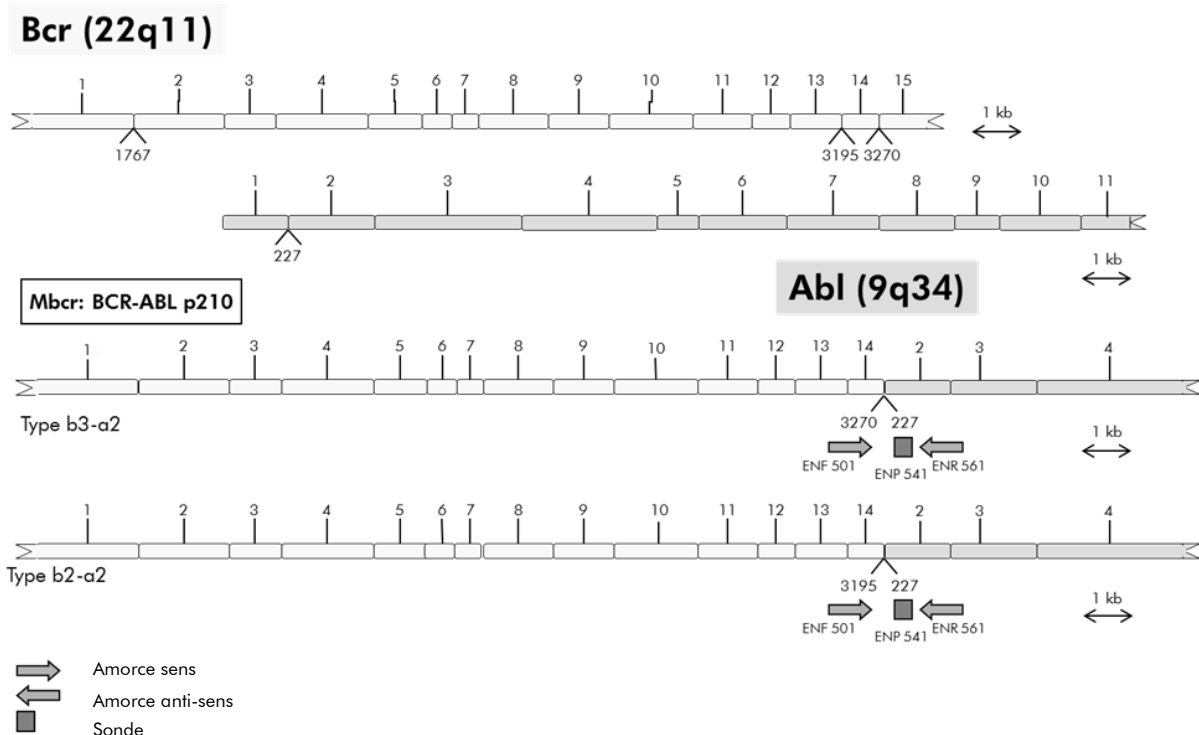 Bcr (22q11)
1 2 3 4 5 6 7 8 9 10 11 12 13 14 15
1 kb
1767 3195 3270
1 2 3 4 5 6 7 8 9 10 11
227
1 kb
Abl (9q34)
Mbcr: BCR-ABL p210
1 2 3 4 5 6 7 8 9 10 11 12 13 14 2 3 4
Type b3-a2
3270 227
1 kb
ENF 501 ENP 541 ENR 561
1 2 3 4 5 6 7 8 9 10 11 12 13 14 2 3 4
Type b2-a2
3195 227
1 kb
ENF 501 ENP 541 ENR 561
Amorce sens
Amorce anti-sens
Sonde